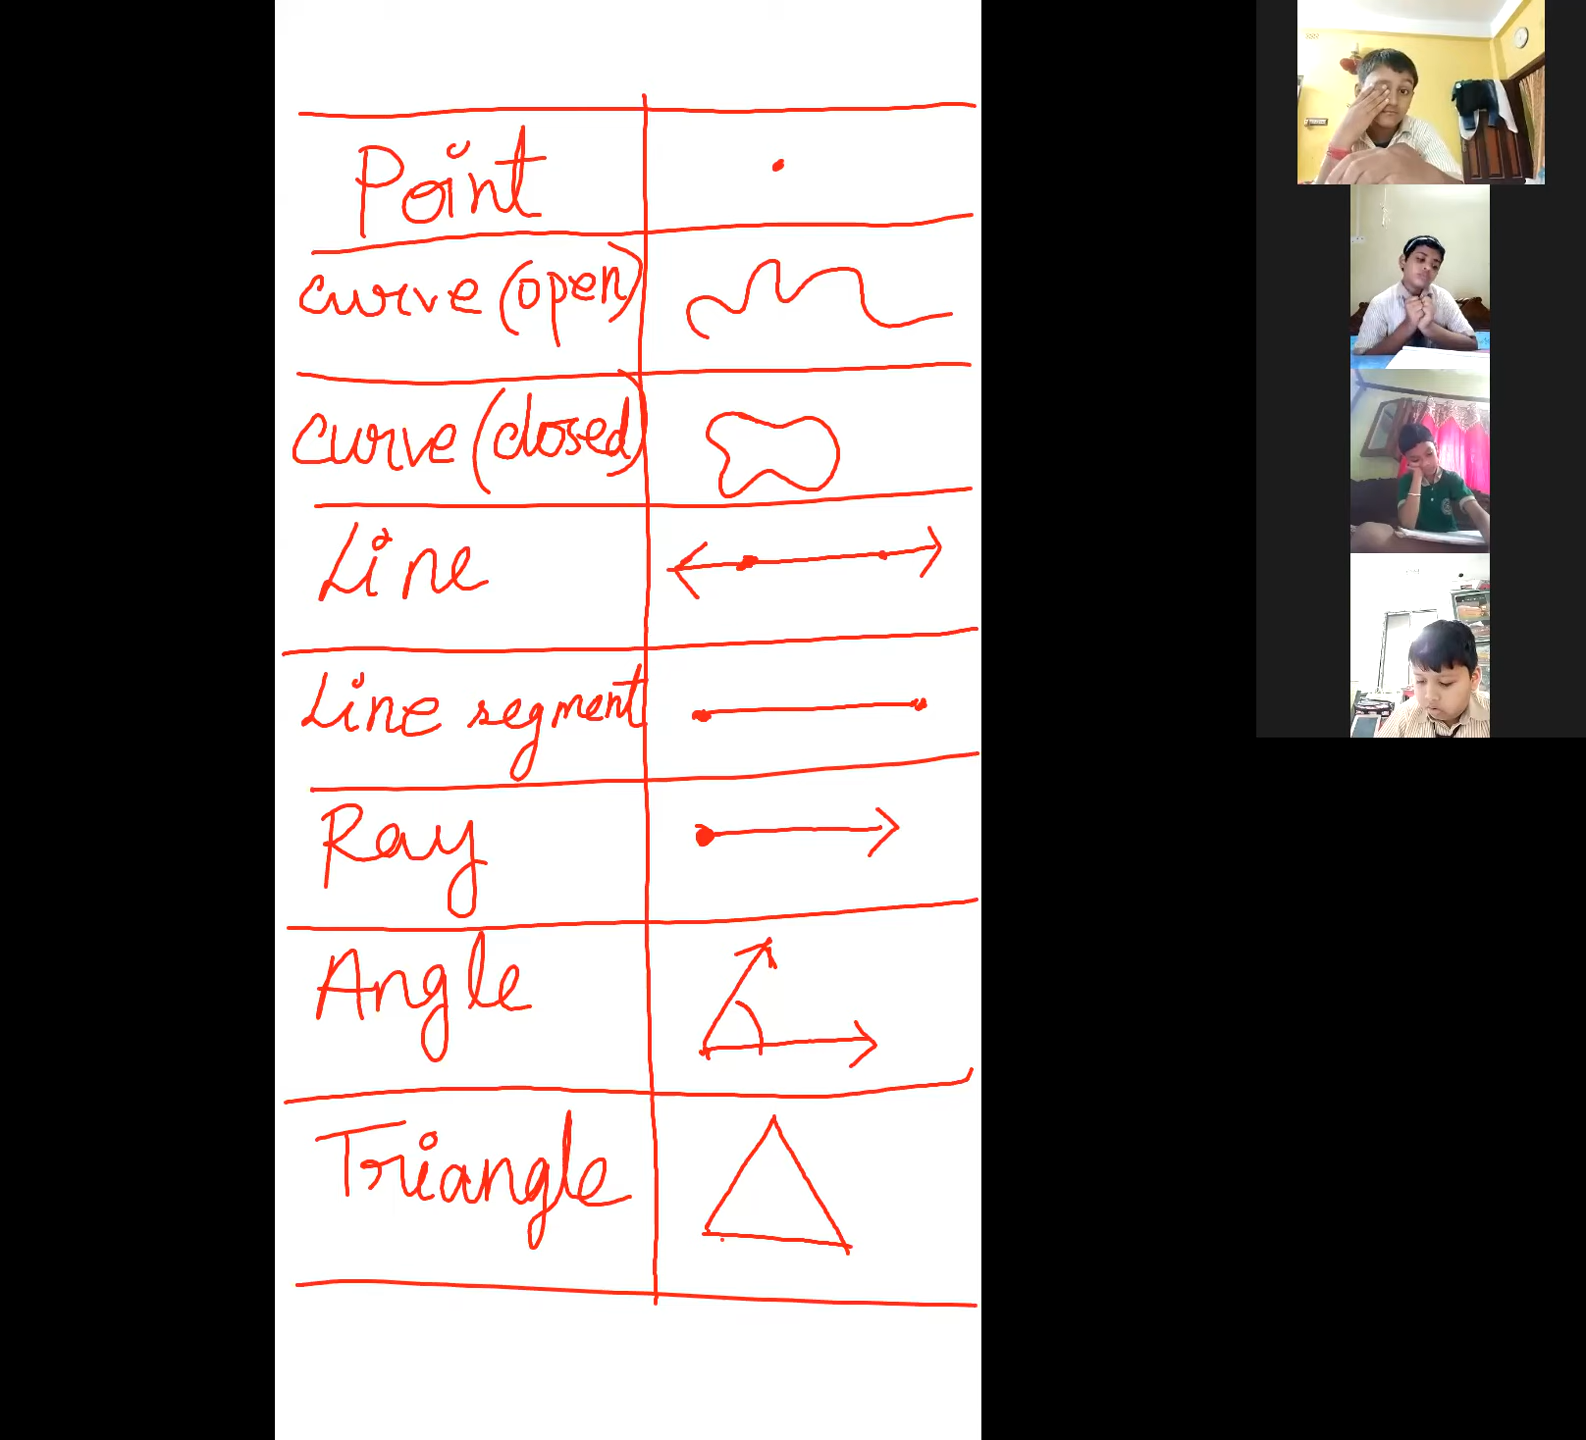 Point
curve (open)
curve (closed)
Line
Line segment
Ray
Angle
Triangle